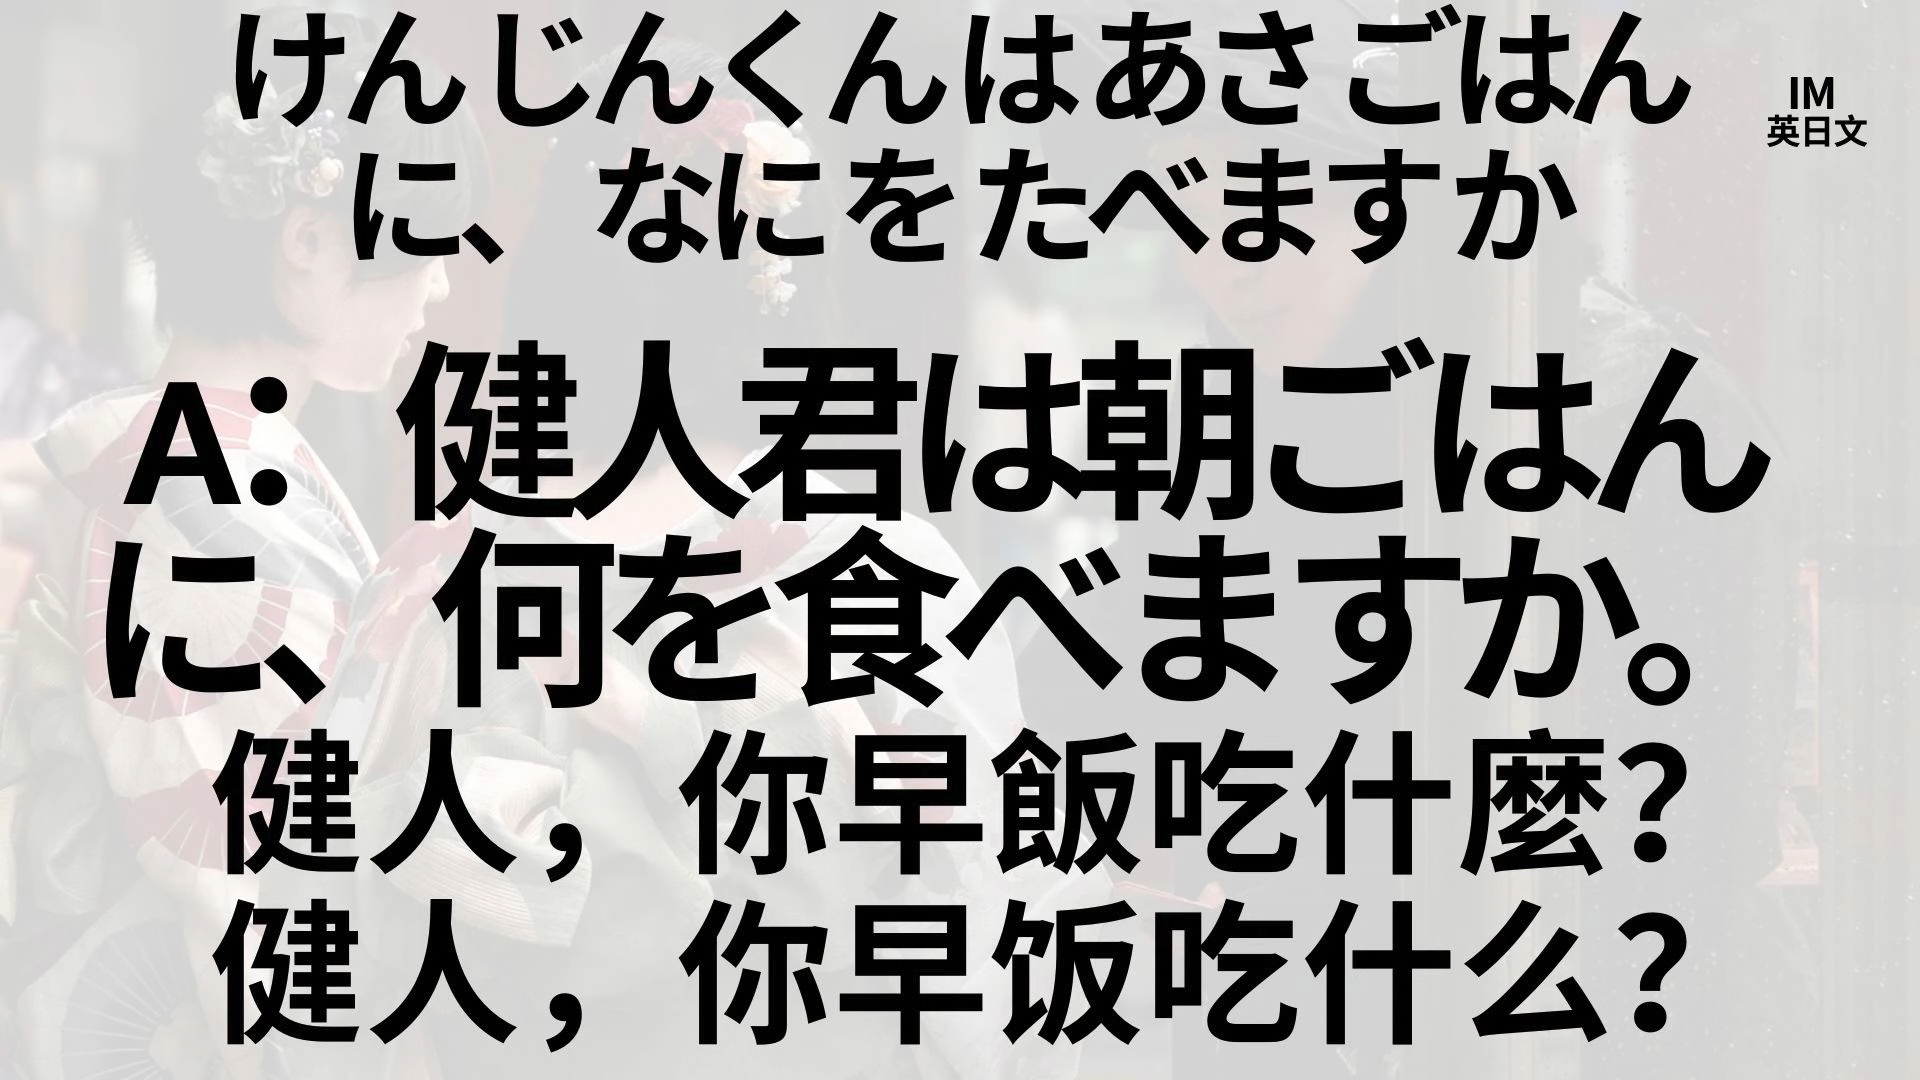 けんじんくんはあさごはん
に、なにをたべますか
IM
英日文
A：健人君は朝ごはん
に、何を食べますか。
健人，你早飯吃什麼？
健人，你早饭吃什么？